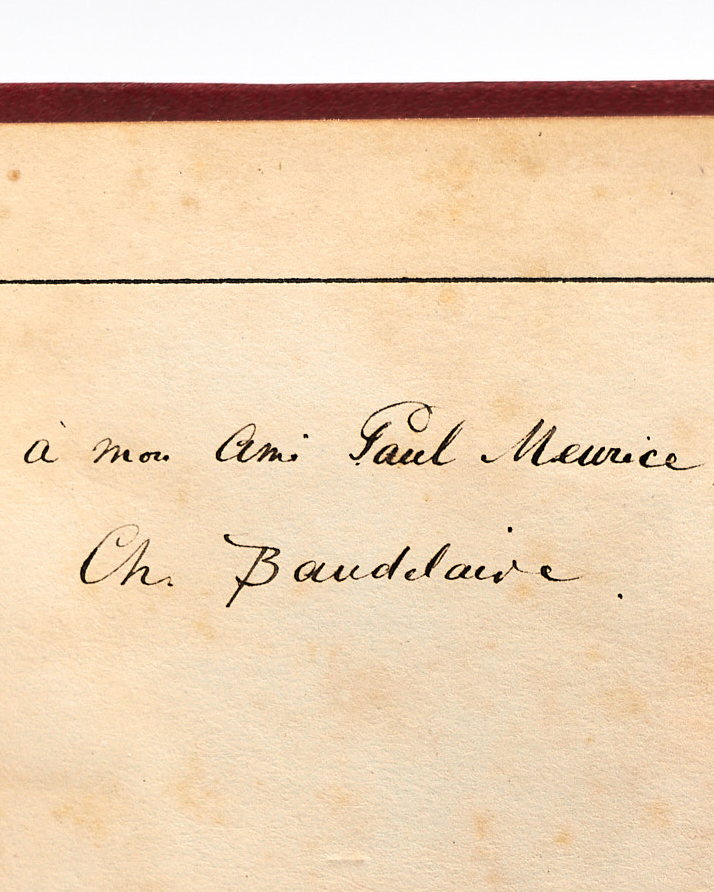 à mon Ami Paul Meurice
Ch. Baudelaire.